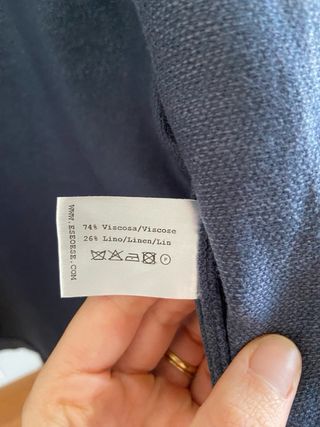 74% Viscosa/Viscose
26% Lino/Linen/Lin
P
WWW.ESEOESE.COM